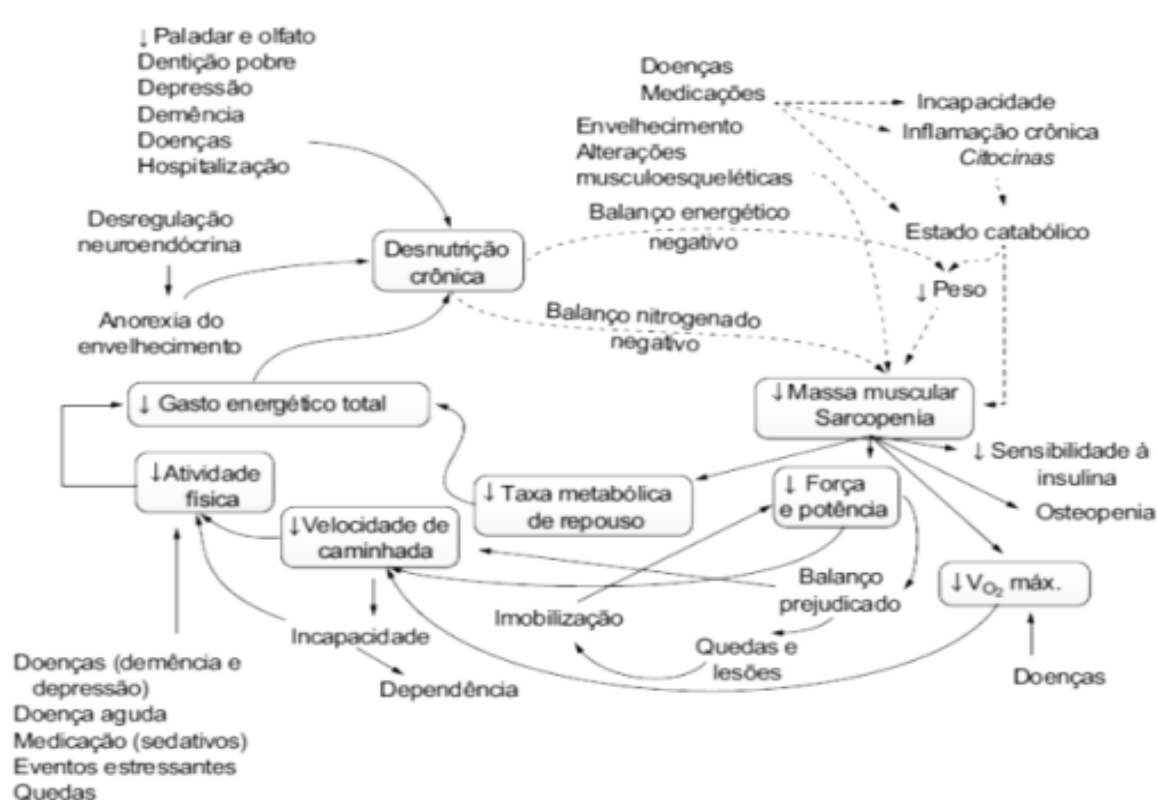 ↓ Paladar e olfato
Dentição pobre
Depressão
Demência
Doenças
Hospitalização
Doenças
Medicações
Incapacidade
Inflamação crônica
Citocinas
Envelhecimento
Alterações
musculoesqueléticas
Desregulação
neuroendócrina
Balanço energético
negativo
Estado catabólico
Desnutrição
crônica
↓ Peso
Anorexia do
envelhecimento
Balanço nitrogenado
negativo
↓ Gasto energético total
↓ Massa muscular
Sarcopenia
↓ Sensibilidade à
insulina
↓ Atividade
física
↓ Taxa metabólica
de repouso
↓ Força
e potência
Osteopenia
↓ Velocidade de
caminhada
Balanço
prejudicado
↓ VO2 máx.
Imobilização
Incapacidade
Quedas e
lesões
Doenças
Dependência
Doenças (demência e
depressão)
Doença aguda
Medicação (sedativos)
Eventos estressantes
Quedas